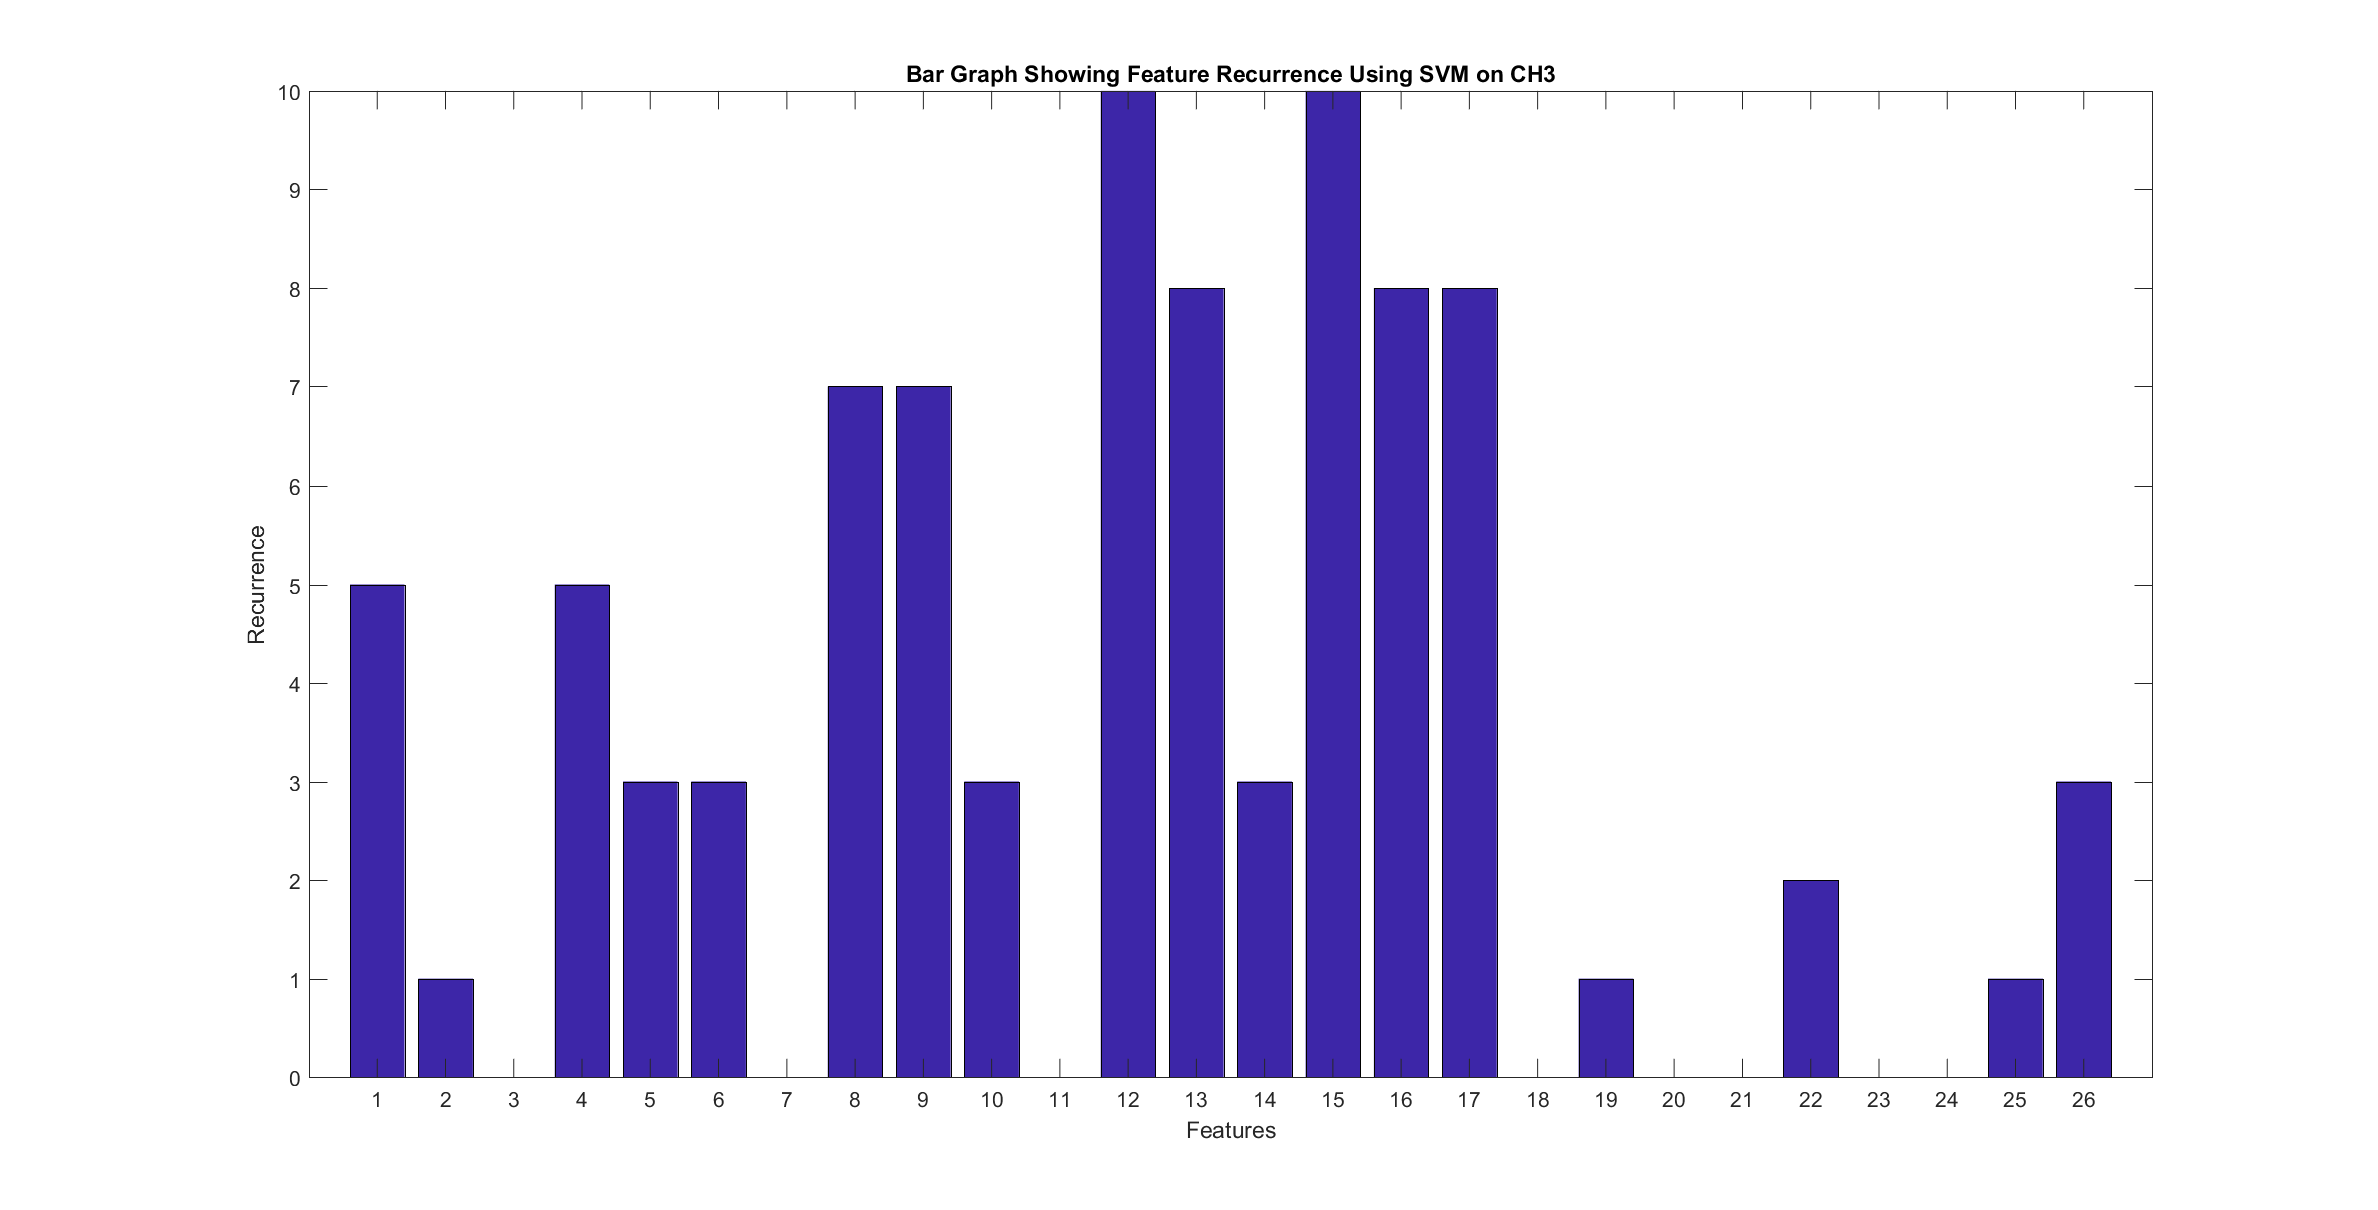 Bar Graph Showing Feature Recurrence Using SVM on CH3
10
9
8
7
6
5
4
3
2
1
0
Recurrence
1 2 3 4 5 6 7 8 9 10 11 12 13 14 15 16 17 18 19 20 21 22 23 24 25 26
Features